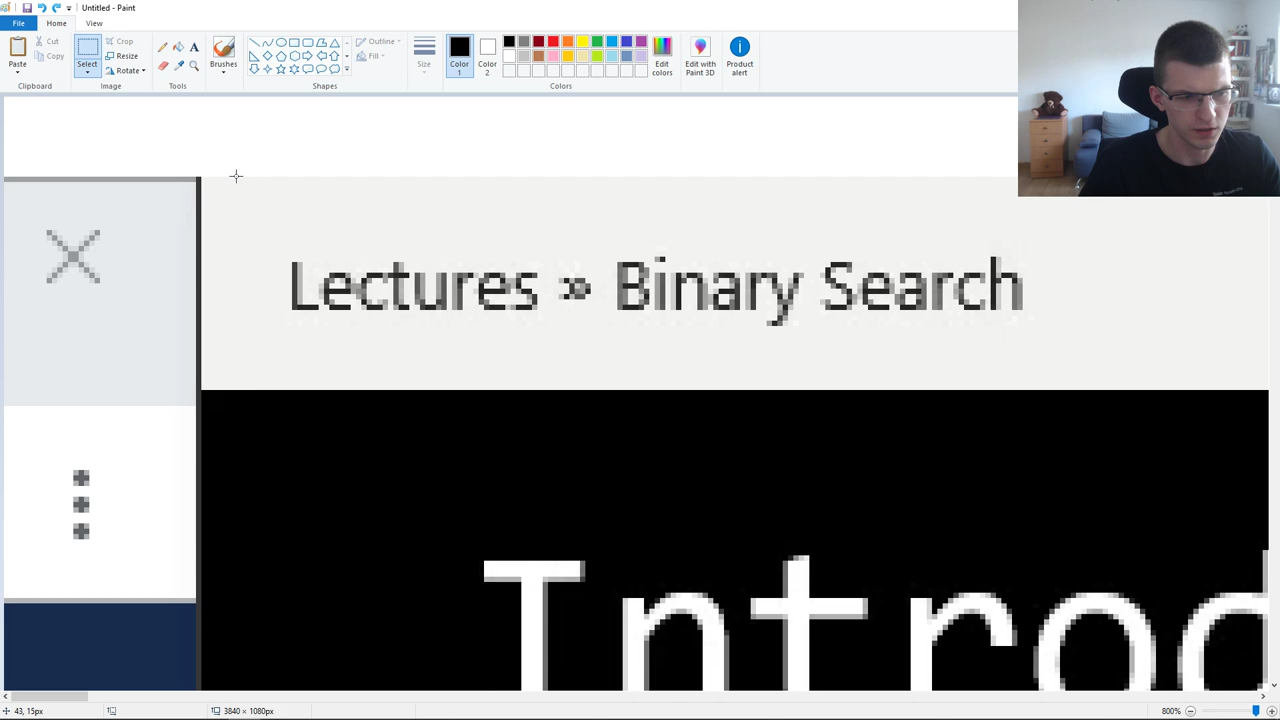 Untitled - Paint
File Home View
Paste
Cut
Copy
Select
Crop
Resize
Rotate
Brushes
Outline
Fill
Size
Color 1
Color 2
Edit colors
Edit with Paint 3D
Product alert
Clipboard Image Tools Shapes Colors
Lectures » Binary Search
Introd
43, 15px
3840 × 1080px
800%